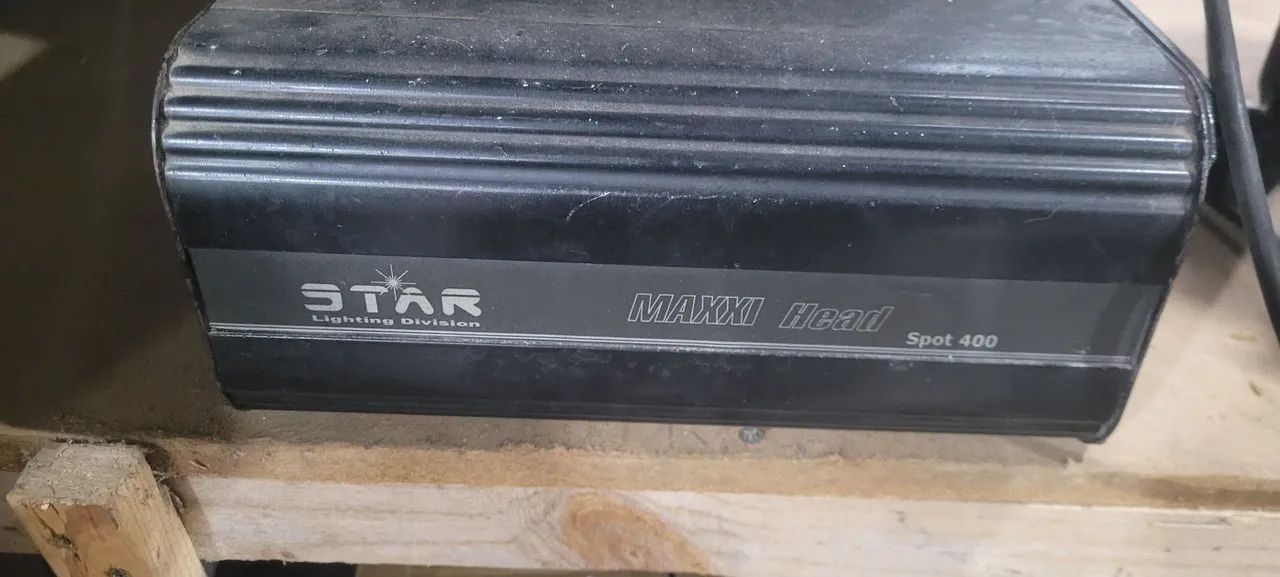 STAR
Lighting Division
MAXXI Head
Spot 400